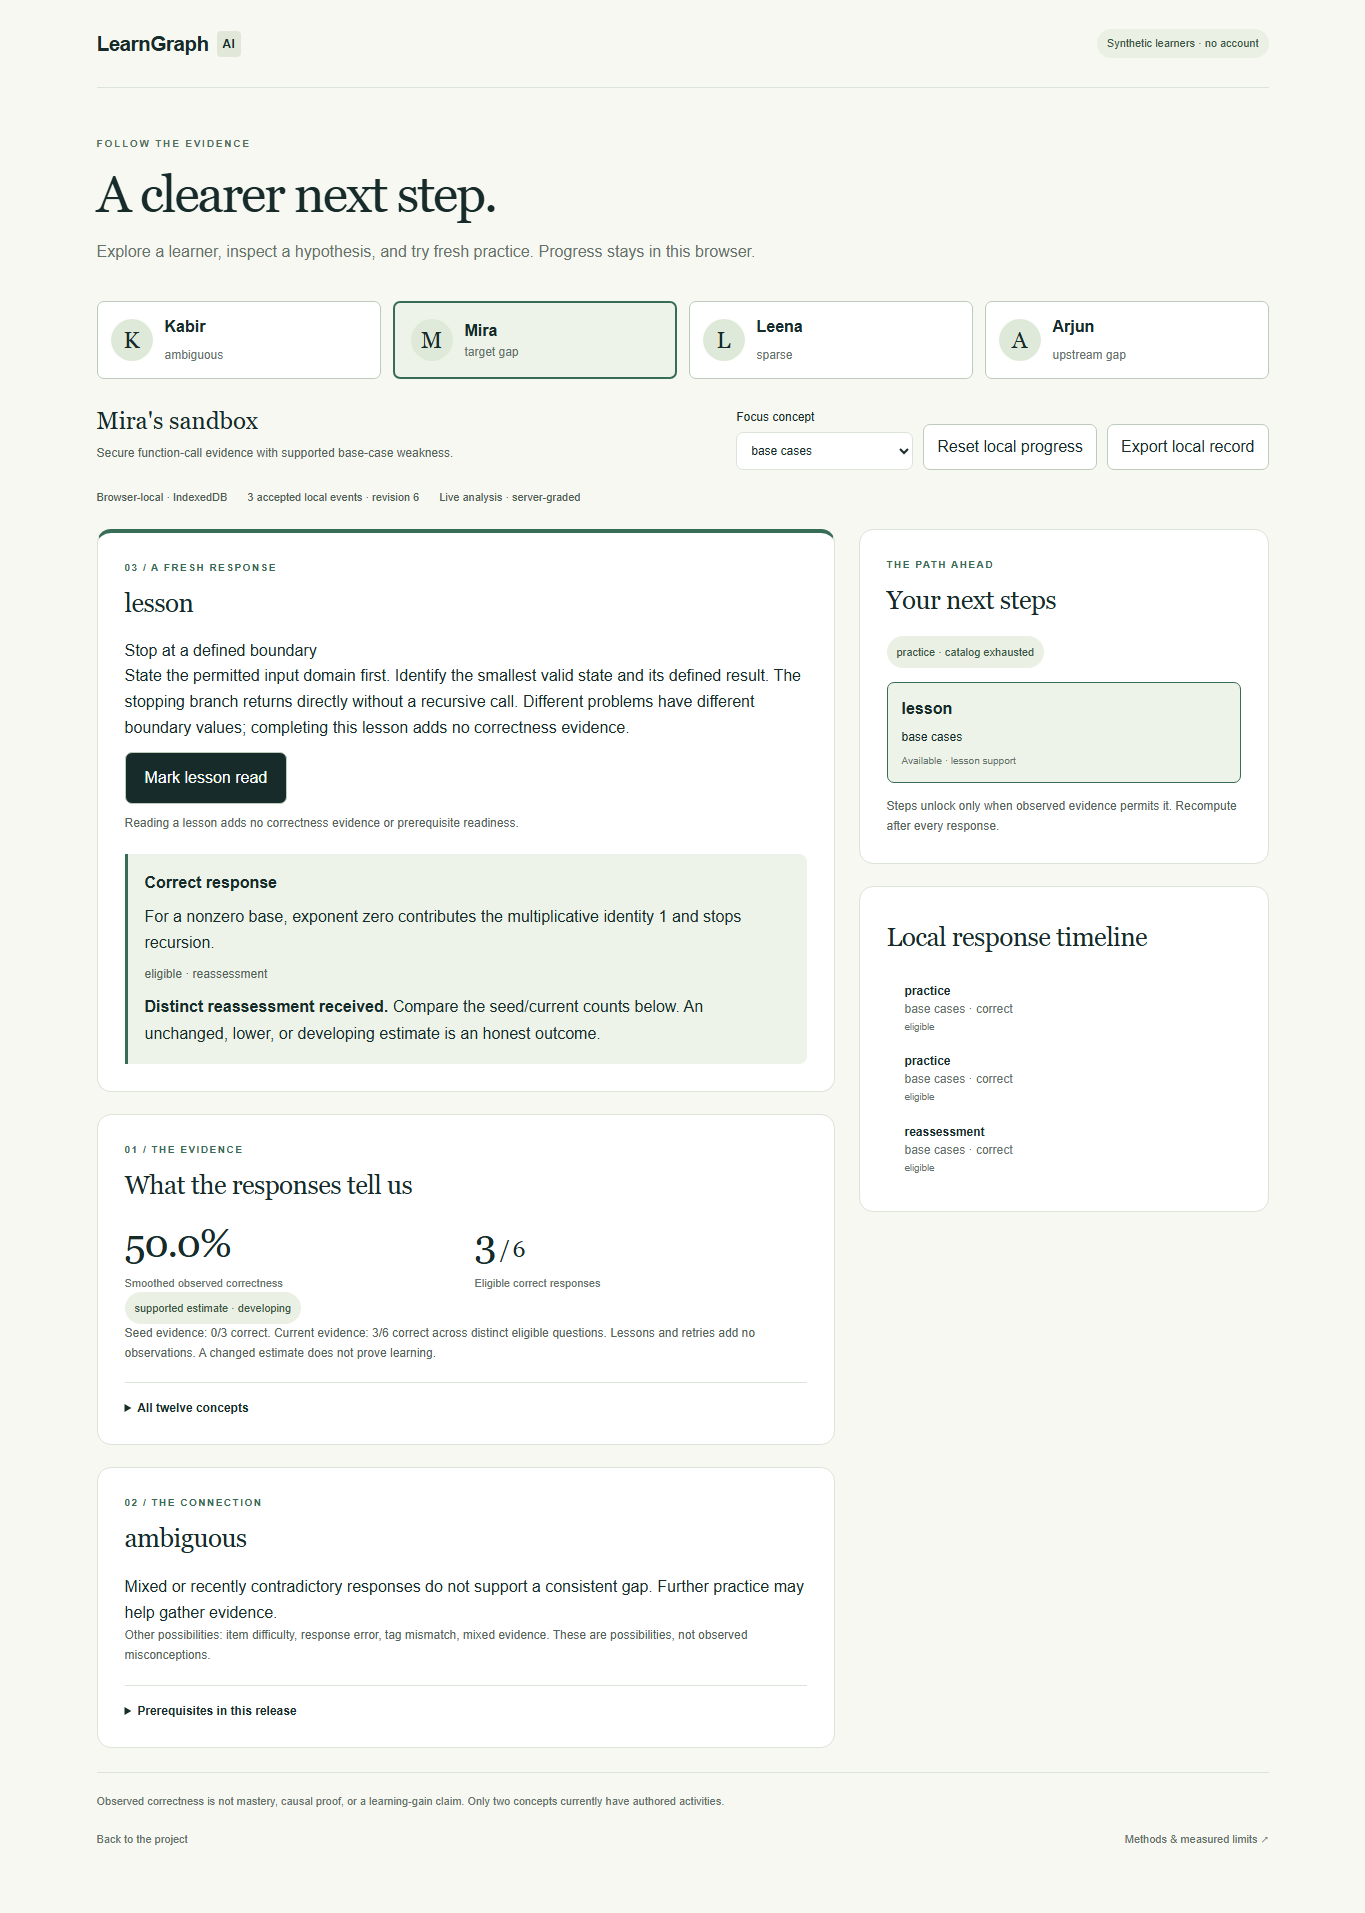 LearnGraph AI
Synthetic learners · no account
FOLLOW THE EVIDENCE
A clearer next step.
Explore a learner, inspect a hypothesis, and try fresh practice. Progress stays in this browser.
K
Kabir
ambiguous
M
Mira
target gap
L
Leena
sparse
A
Arjun
upstream gap
Mira's sandbox
Secure function-call evidence with supported base-case weakness.
Focus concept
base cases
Reset local progress
Export local record
Browser-local · IndexedDB
3 accepted local events · revision 6
Live analysis · server-graded
03 / A FRESH RESPONSE
lesson
Stop at a defined boundary
State the permitted input domain first. Identify the smallest valid state and its defined result. The
stopping branch returns directly without a recursive call. Different problems have different
boundary values; completing this lesson adds no correctness evidence.
Mark lesson read
Reading a lesson adds no correctness evidence or prerequisite readiness.
Correct response
For a nonzero base, exponent zero contributes the multiplicative identity 1 and stops
recursion.
eligible · reassessment
Distinct reassessment received. Compare the seed/current counts below. An
unchanged, lower, or developing estimate is an honest outcome.
THE PATH AHEAD
Your next steps
practice · catalog exhausted
lesson
base cases
Available · lesson support
Steps unlock only when observed evidence permits it. Recompute
after every response.
Local response timeline
practice
base cases · correct
eligible
practice
base cases · correct
eligible
reassessment
base cases · correct
eligible
01 / THE EVIDENCE
What the responses tell us
50.0%
Smoothed observed correctness
3/6
Eligible correct responses
supported estimate · developing
Seed evidence: 0/3 correct. Current evidence: 3/6 correct across distinct eligible questions. Lessons and retries add no
observations. A changed estimate does not prove learning.
▶ All twelve concepts
02 / THE CONNECTION
ambiguous
Mixed or recently contradictory responses do not support a consistent gap. Further practice may
help gather evidence.
Other possibilities: item difficulty, response error, tag mismatch, mixed evidence. These are possibilities, not observed
misconceptions.
▶ Prerequisites in this release
Observed correctness is not mastery, causal proof, or a learning-gain claim. Only two concepts currently have authored activities.
Back to the project
Methods & measured limits ↗